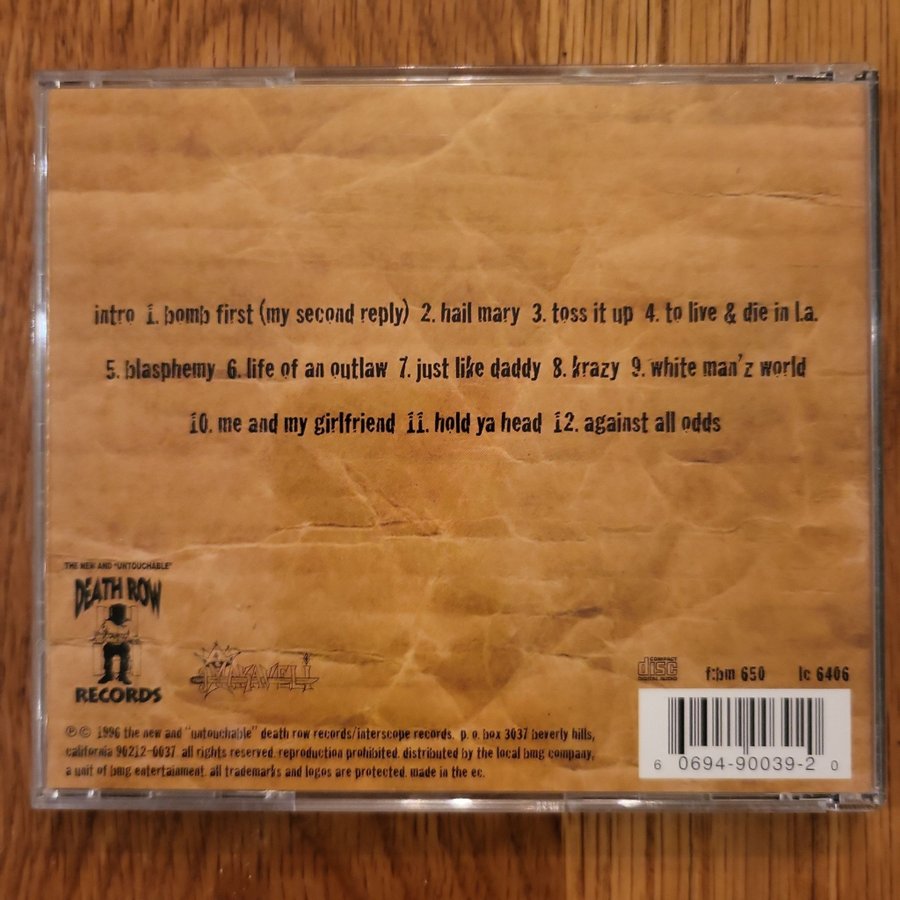 intro 1. bomb first (my second reply) 2. hail mary 3. toss it up 4. to live & die in l.a.
5. blasphemy 6. life of an outlaw 7. just like daddy 8. krazy 9. white man'z world
10. me and my girlfriend 11. hold ya head 12. against all odds
THE NEW AND "UNTOUCHABLE"
DEATH ROW
RECORDS
MAKAVELI
COMPACT
disc
DIGITAL AUDIO
f:bm 650 lc 6406
℗© 1996 the new and "untouchable" death row records/interscope records. p. o. box 3037 beverly hills,
california 90212-0037. all rights reserved. reproduction prohibited. distributed by the local bmg company,
a unit of bmg entertainment. all trademarks and logos are protected. made in the ec.
6 0694-90039-2 0